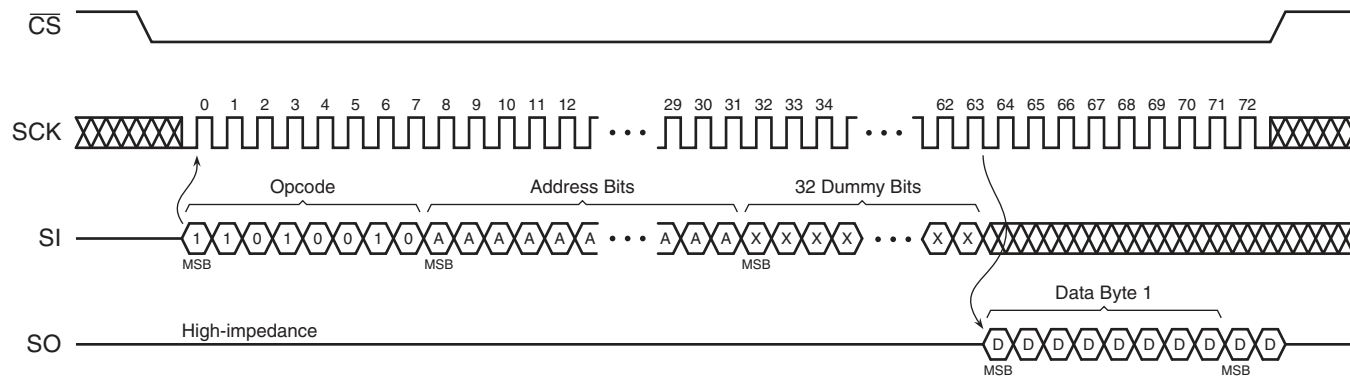 CS
SCK
0 1 2 3 4 5 6 7 8 9 10 11 12 29 30 31 32 33 34 62 63 64 65 66 67 68 69 70 71 72
Opcode Address Bits 32 Dummy Bits
SI 1 1 0 1 0 0 1 0 A A A A A A A A A X X X X X X
MSB MSB MSB
Data Byte 1
High-impedance
SO D D D D D D D D D D
MSB MSB